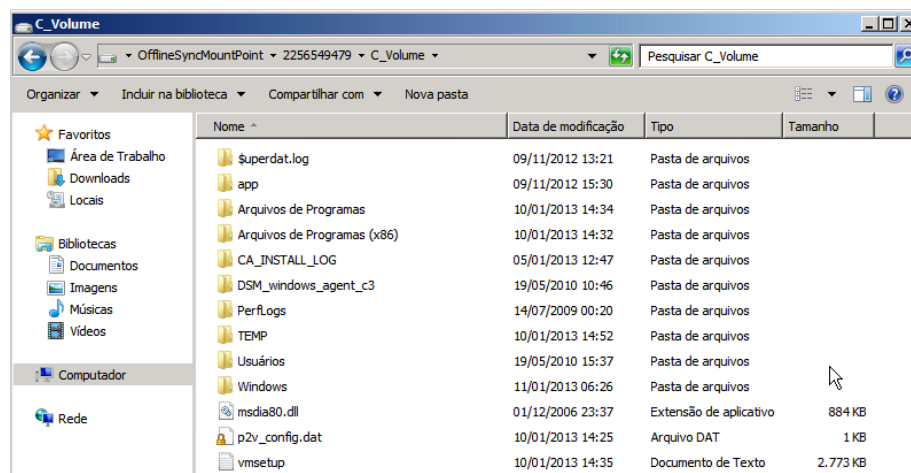 C_Volume
OfflineSyncMountPoint 2256549479 C_Volume Pesquisar C_Volume
Organizar Incluir na biblioteca Compartilhar com Nova pasta
Favoritos
Área de Trabalho
Downloads
Locais
Bibliotecas
Documentos
Imagens
Músicas
Vídeos
Computador
Rede
Nome Data de modificação Tipo Tamanho
$uperdat.log 09/11/2012 13:21 Pasta de arquivos
app 09/11/2012 15:30 Pasta de arquivos
Arquivos de Programas 10/01/2013 14:34 Pasta de arquivos
Arquivos de Programas (x86) 10/01/2013 14:32 Pasta de arquivos
CA_INSTALL_LOG 05/01/2013 12:47 Pasta de arquivos
DSM_windows_agent_c3 19/05/2010 10:46 Pasta de arquivos
PerfLogs 14/07/2009 00:20 Pasta de arquivos
TEMP 10/01/2013 14:52 Pasta de arquivos
Usuários 19/05/2010 15:37 Pasta de arquivos
Windows 11/01/2013 06:26 Pasta de arquivos
msdia80.dll 01/12/2006 23:37 Extensão de aplicativo 884 KB
p2v_config.dat 10/01/2013 14:25 Arquivo DAT 1 KB
vmsetup 10/01/2013 14:35 Documento de Texto 2.773 KB